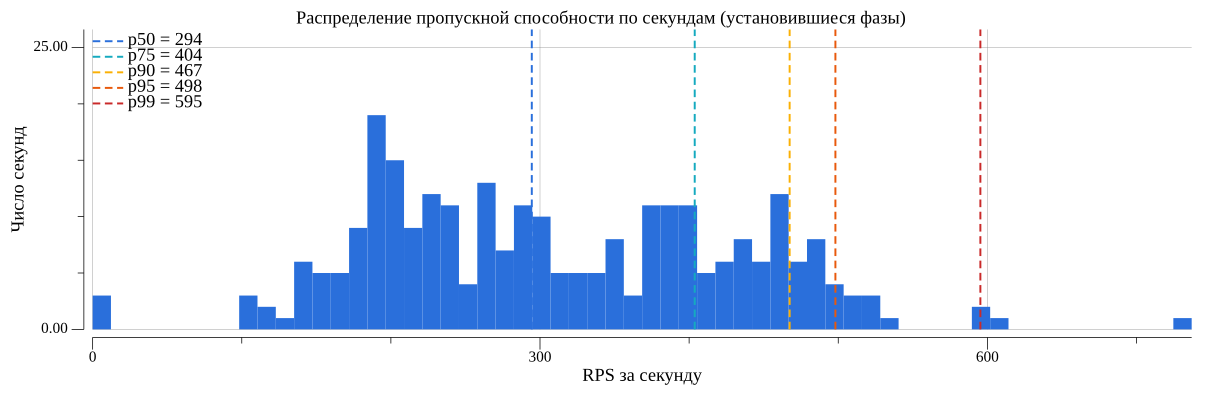 Распределение пропускной способности по секундам (установившиеся фазы)
p50 = 294
p75 = 404
p90 = 467
p95 = 498
p99 = 595
25.00
0.00
Число секунд
0
300
600
RPS за секунду